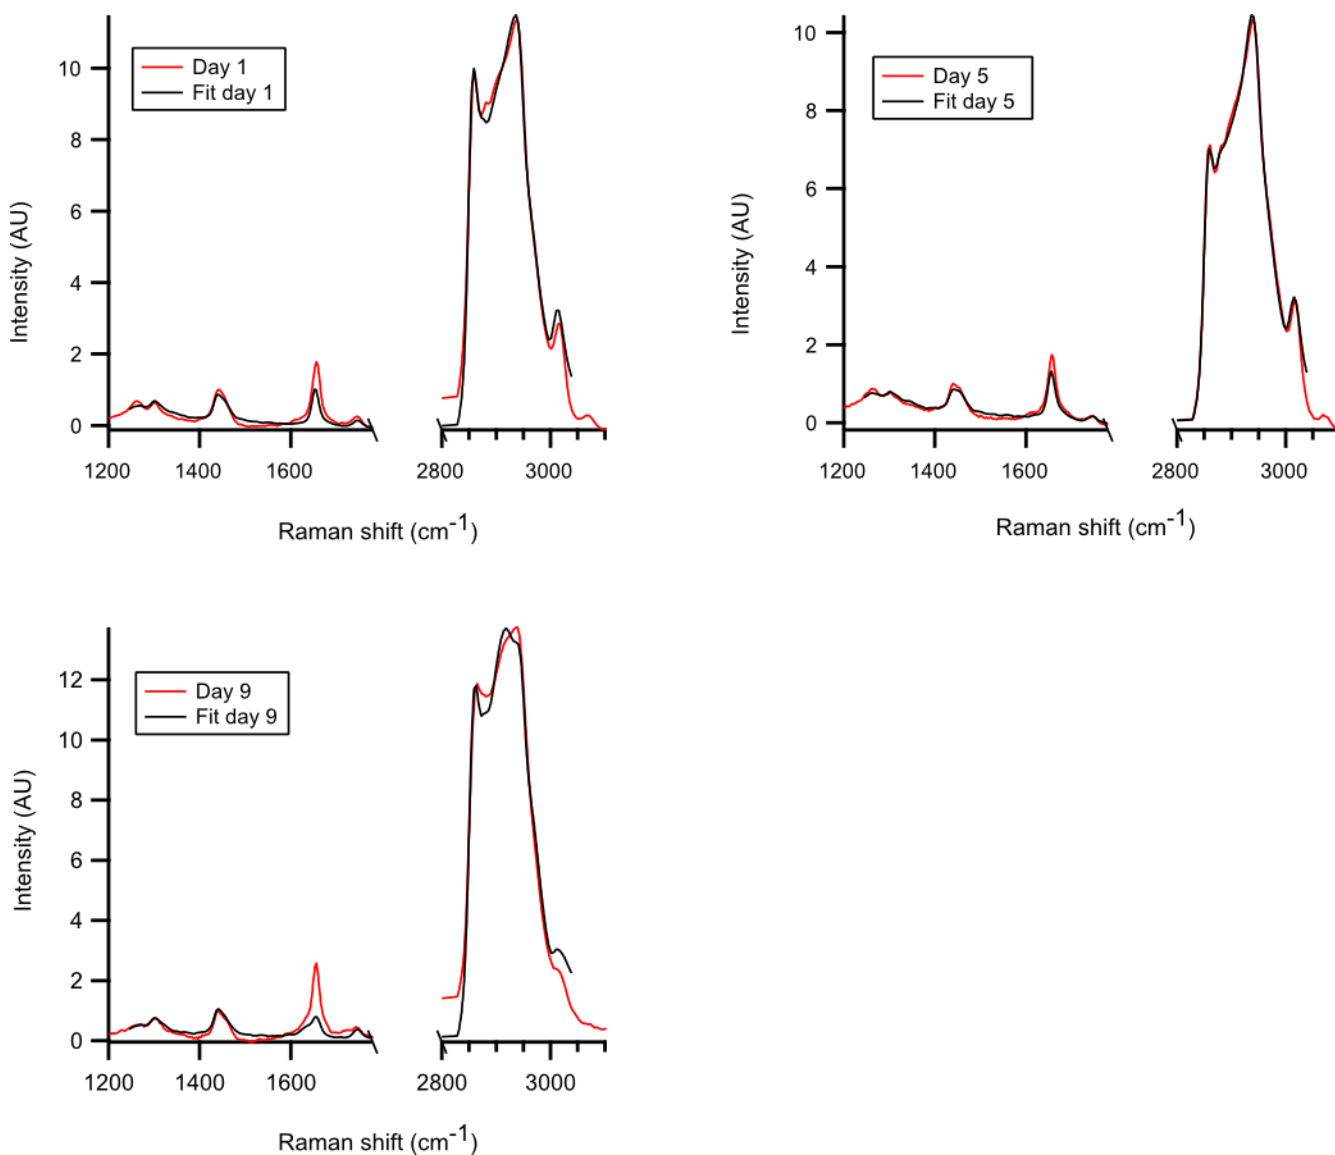 Day 1
Fit day 1
10
8
6
4
2
0
Intensity (AU)
1200 1400 1600 2800 3000
Raman shift (cm-1)
Day 5
Fit day 5
10
8
6
4
2
0
Intensity (AU)
1200 1400 1600 2800 3000
Raman shift (cm-1)
Day 9
Fit day 9
12
10
8
6
4
2
0
Intensity (AU)
1200 1400 1600 2800 3000
Raman shift (cm-1)